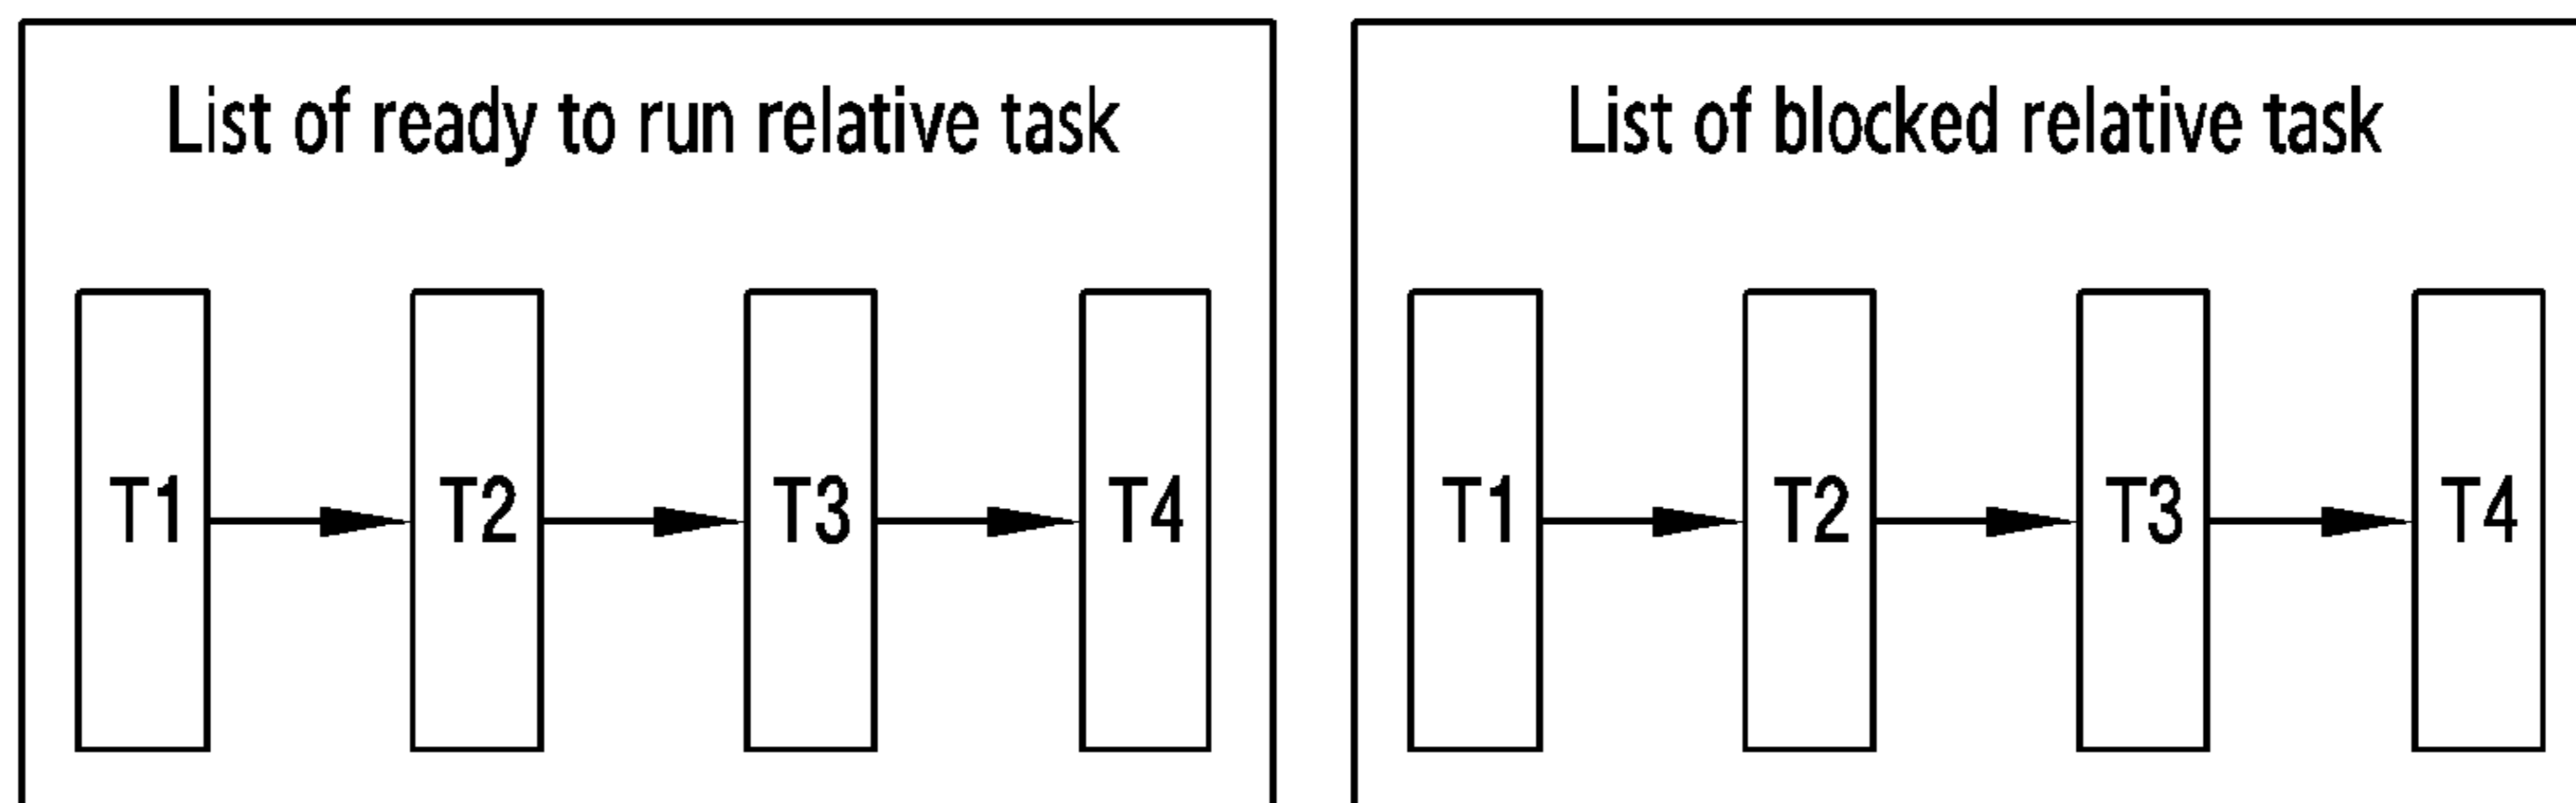 List of ready to run relative task
T1 T2 T3 T4
List of blocked relative task
T1 T2 T3 T4